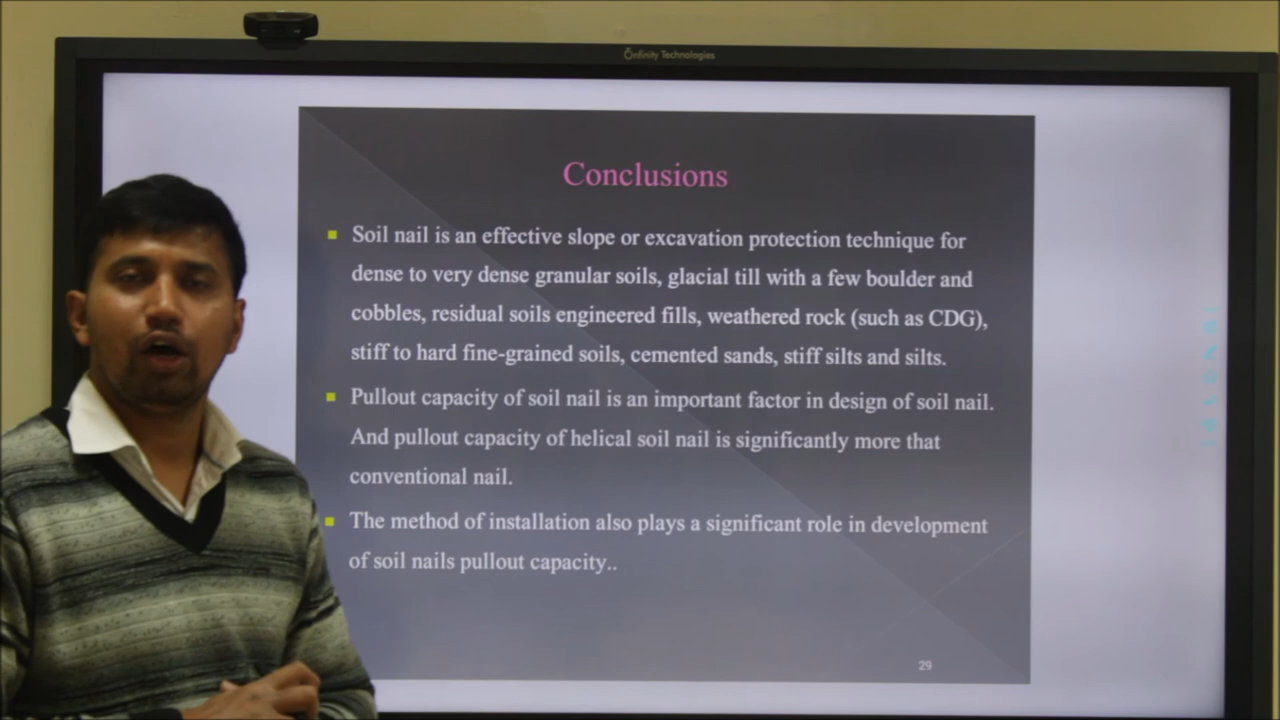 Önfinity Technologies
Conclusions
Soil nail is an effective slope or excavation protection technique for
dense to very dense granular soils, glacial till with a few boulder and
cobbles, residual soils engineered fills, weathered rock (such as CDG),
stiff to hard fine-grained soils, cemented sands, stiff silts and silts.
Pullout capacity of soil nail is an important factor in design of soil nail.
And pullout capacity of helical soil nail is significantly more that
conventional nail.
The method of installation also plays a significant role in development
of soil nails pullout capacity..
29